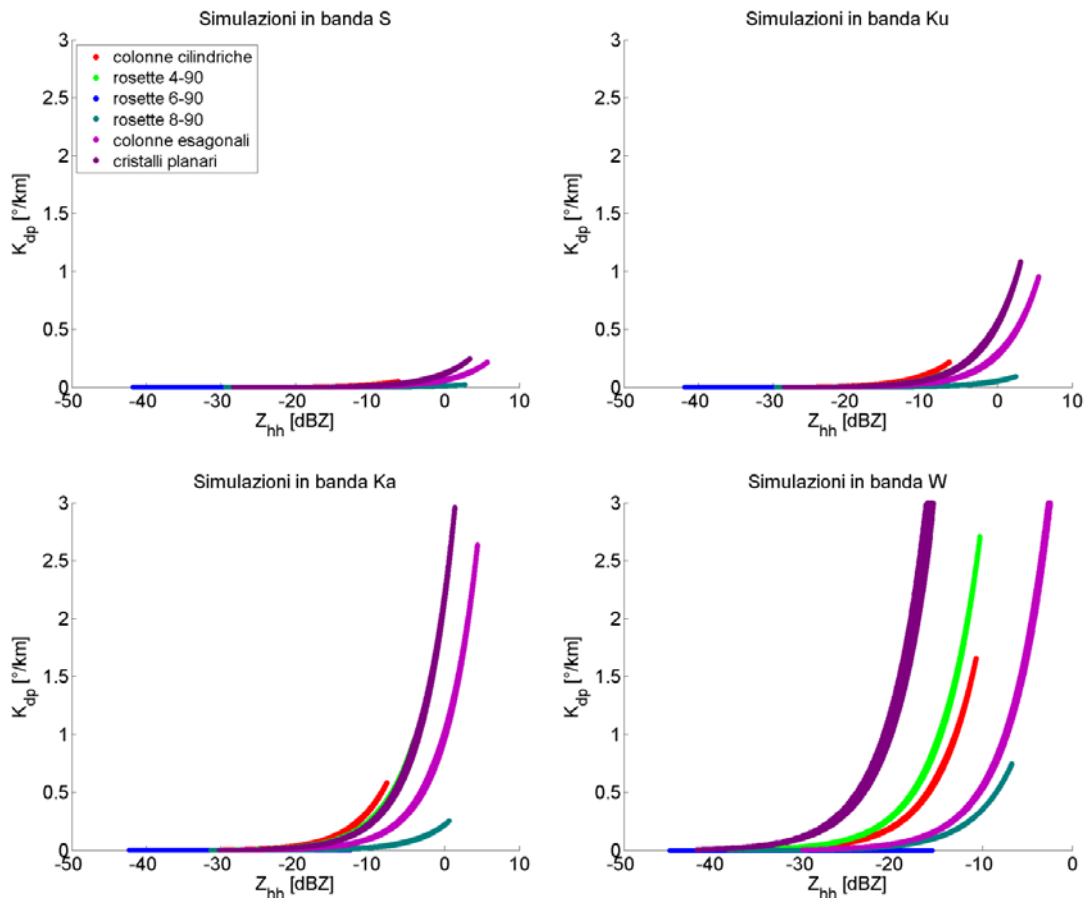 Simulazioni in banda S
3
2.5
2
1.5
1
0.5
0
K_dp [°/km]
colonne cilindriche
rosette 4-90
rosette 6-90
rosette 8-90
colonne esagonali
cristalli planari
-50 -40 -30 -20 -10 0 10
Z_hh [dBZ]
Simulazioni in banda Ku
3
2.5
2
1.5
1
0.5
0
K_dp [°/km]
-50 -40 -30 -20 -10 0 10
Z_hh [dBZ]
Simulazioni in banda Ka
3
2.5
2
1.5
1
0.5
0
K_dp [°/km]
-50 -40 -30 -20 -10 0 10
Z_hh [dBZ]
Simulazioni in banda W
3
2.5
2
1.5
1
0.5
0
K_dp [°/km]
-50 -40 -30 -20 -10 0
Z_hh [dBZ]